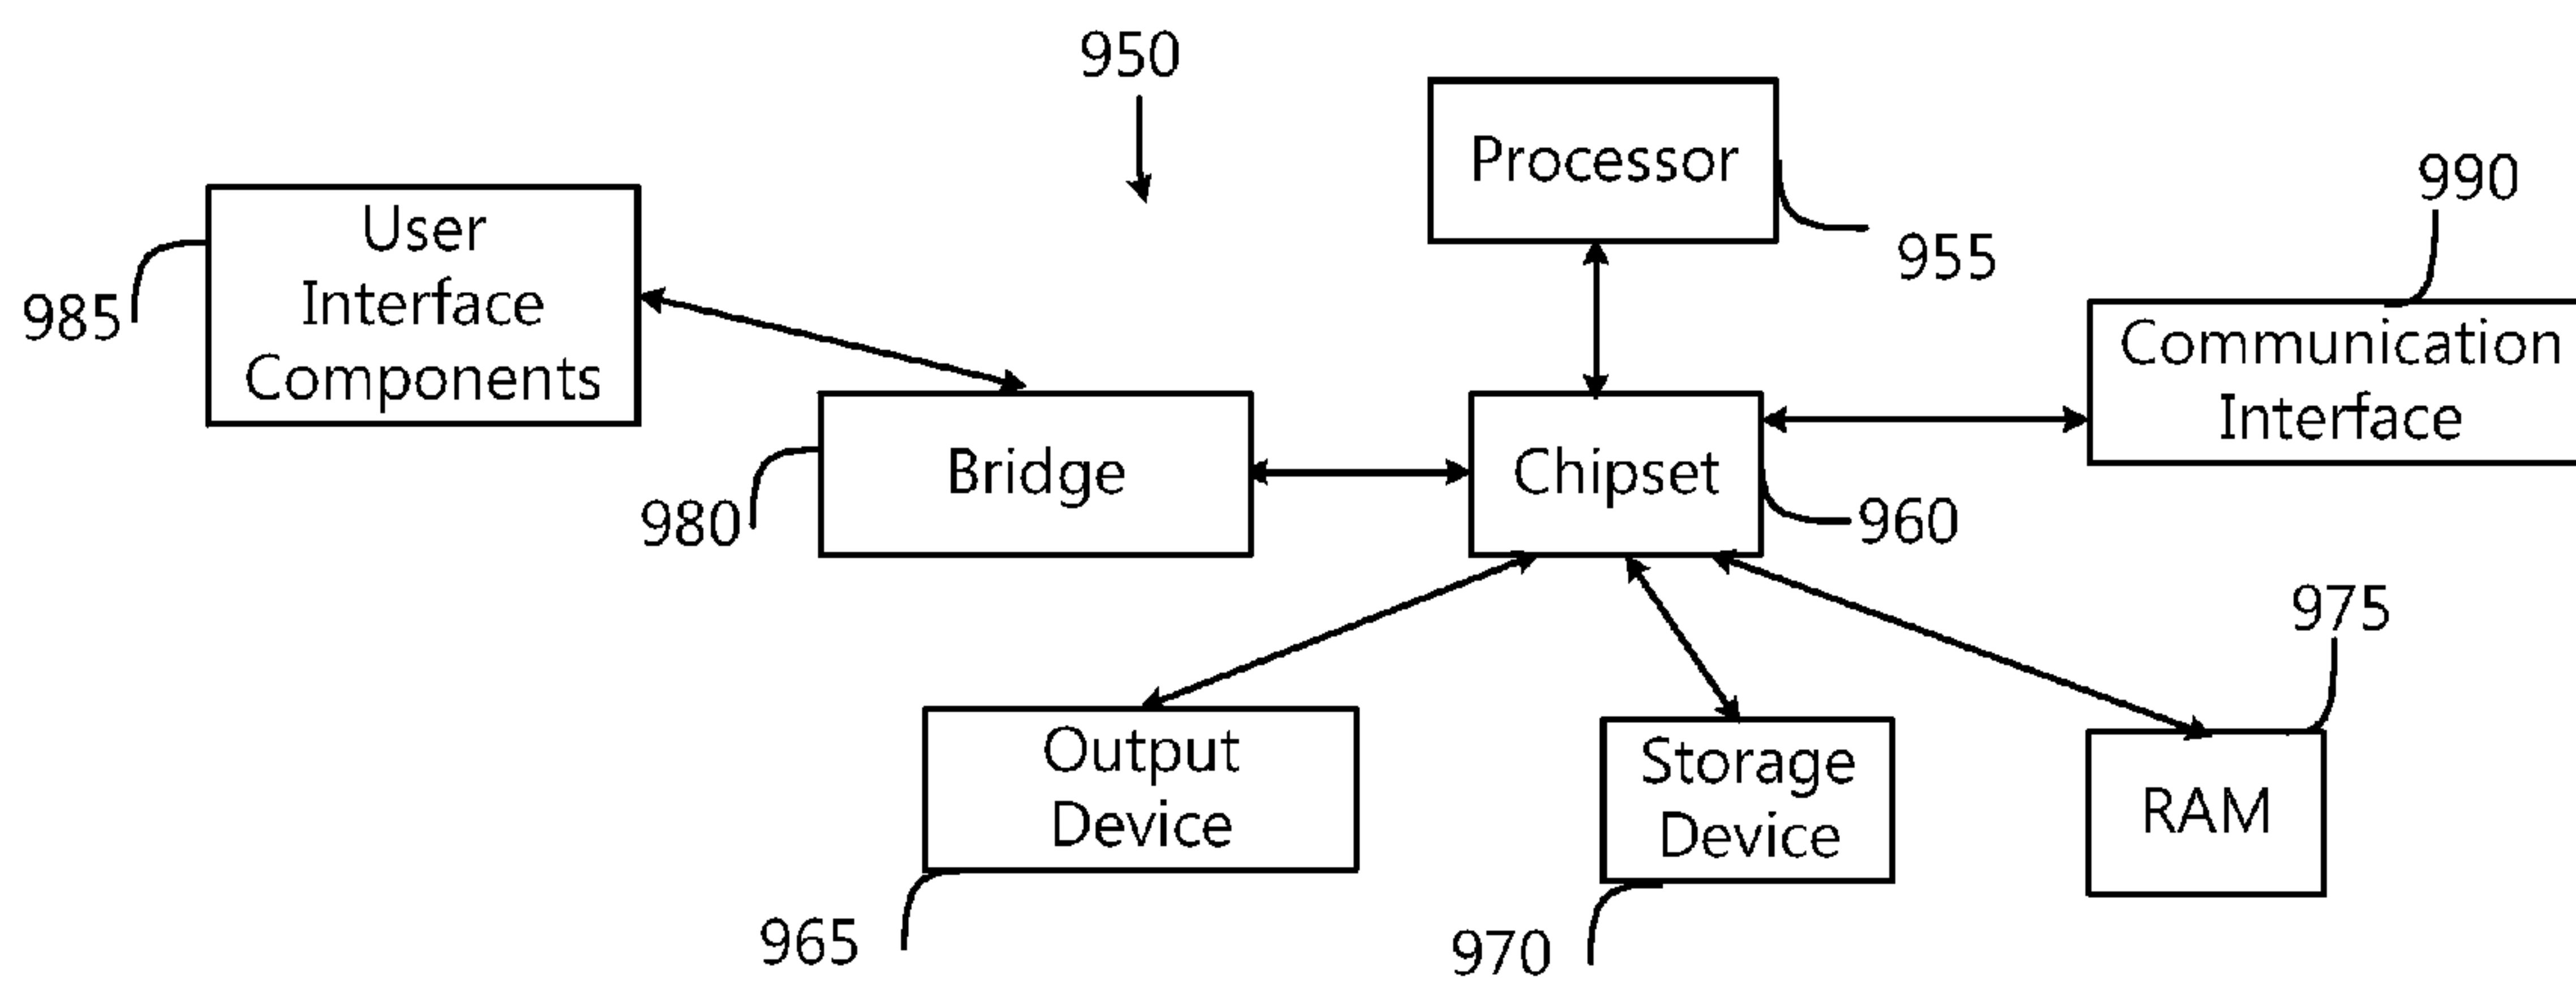 950
Processor
990
User
Interface
Components
955
985
Communication
Interface
Bridge
Chipset
980
960
975
Output
Device
Storage
Device
RAM
965
970